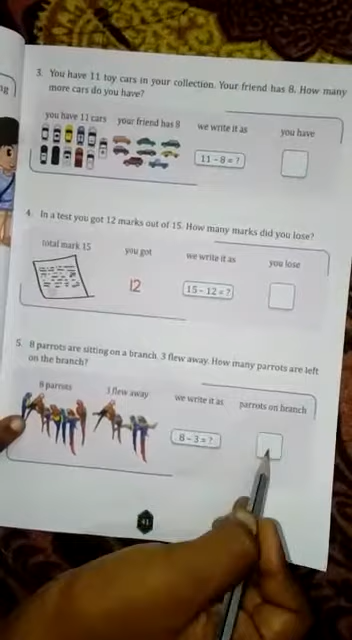 3. You have 11 toy cars in your collection. Your friend has 8. How many
more cars do you have?
you have 11 cars your friend has 8 we write it as you have
11 - 8 = ?
4. In a test you got 12 marks out of 15. How many marks did you lose?
total mark 15 you got we write it as you lose
12 15 - 12 = ?
5. 8 parrots are sitting on a branch. 3 flew away. How many parrots are left
on the branch?
8 parrots 3 flew away we write it as parrots on branch
8 - 3 = ?